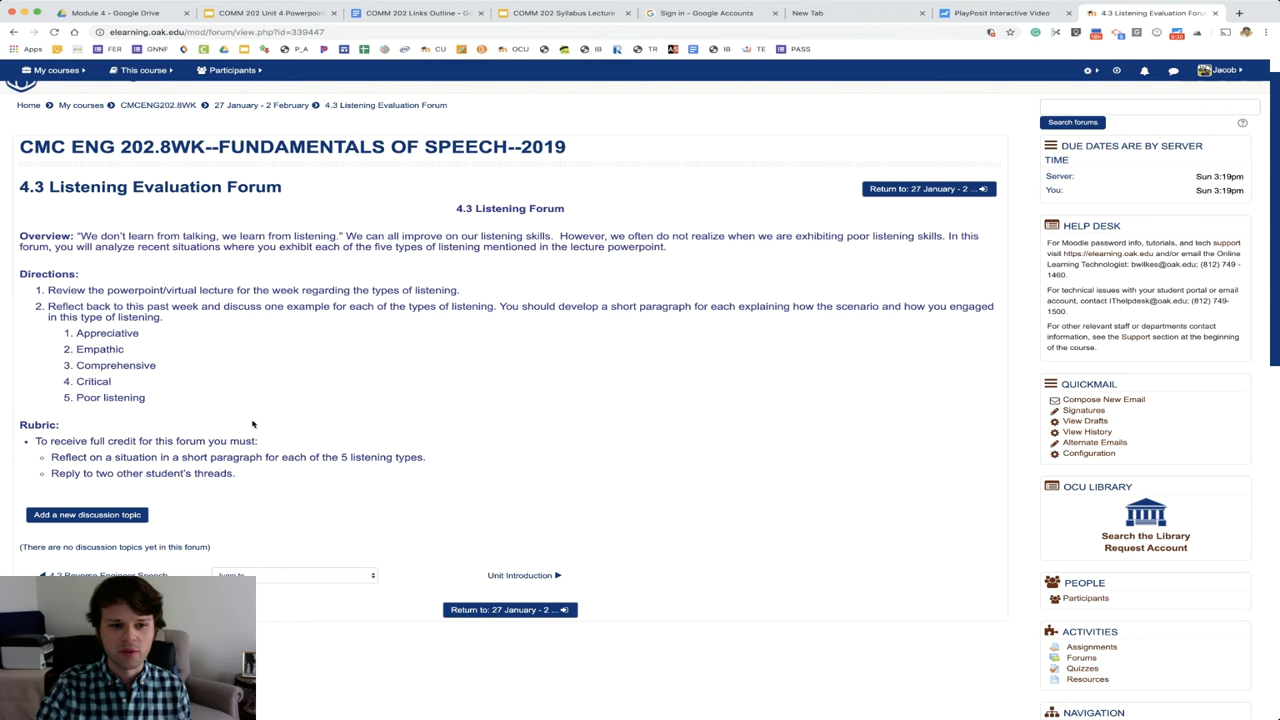 Module 4 - Google Drive
COMM 202 Unit 4 Powerpoint
COMM 202 Links Outline - G
COMM 202 Syllabus Lecture
Sign in - Google Accounts
New Tab
PlayPosit Interactive Video
4.3 Listening Evaluation Forum
elearning.oak.edu/mod/forum/view.php?id=339447
Apps
FER
GNNF
P_A
CU
OCU
IB
TR
IB
TE
PASS
My courses
This course
Participants
Jacob
Home
My courses
CMCENG202.8WK
27 January - 2 February
4.3 Listening Evaluation Forum
CMC ENG 202.8WK--FUNDAMENTALS OF SPEECH--2019
4.3 Listening Evaluation Forum
Return to: 27 January - 2 ...
4.3 Listening Forum
Overview: "We don't learn from talking, we learn from listening." We can all improve on our listening skills.  However, we often do not realize when we are exhibiting poor listening skills. In this
forum, you will analyze recent situations where you exhibit each of the five types of listening mentioned in the lecture powerpoint.
Directions:
1. Review the powerpoint/virtual lecture for the week regarding the types of listening.
2. Reflect back to this past week and discuss one example for each of the types of listening. You should develop a short paragraph for each explaining how the scenario and how you engaged
in this type of listening.
1. Appreciative
2. Empathic
3. Comprehensive
4. Critical
5. Poor listening
Rubric:
• To receive full credit for this forum you must:
Reflect on a situation in a short paragraph for each of the 5 listening types.
Reply to two other student's threads.
Add a new discussion topic
(There are no discussion topics yet in this forum)
4.2 Reverse Engineer Speech
Jump to...
Unit Introduction
Return to: 27 January - 2 ...
Search forums
DUE DATES ARE BY SERVER
TIME
Server: Sun 3:19pm
You: Sun 3:19pm
HELP DESK
For Moodle password info, tutorials, and tech support
visit https://elearning.oak.edu and/or email the Online
Learning Technologist: bwilkes@oak.edu; (812) 749 -
1460.
For technical issues with your student portal or email
account, contact IThelpdesk@oak.edu; (812) 749-
1500.
For other relevant staff or departments contact
information, see the Support section at the beginning
of the course.
QUICKMAIL
Compose New Email
Signatures
View Drafts
View History
Alternate Emails
Configuration
OCU LIBRARY
Search the Library
Request Account
PEOPLE
Participants
ACTIVITIES
Assignments
Forums
Quizzes
Resources
NAVIGATION